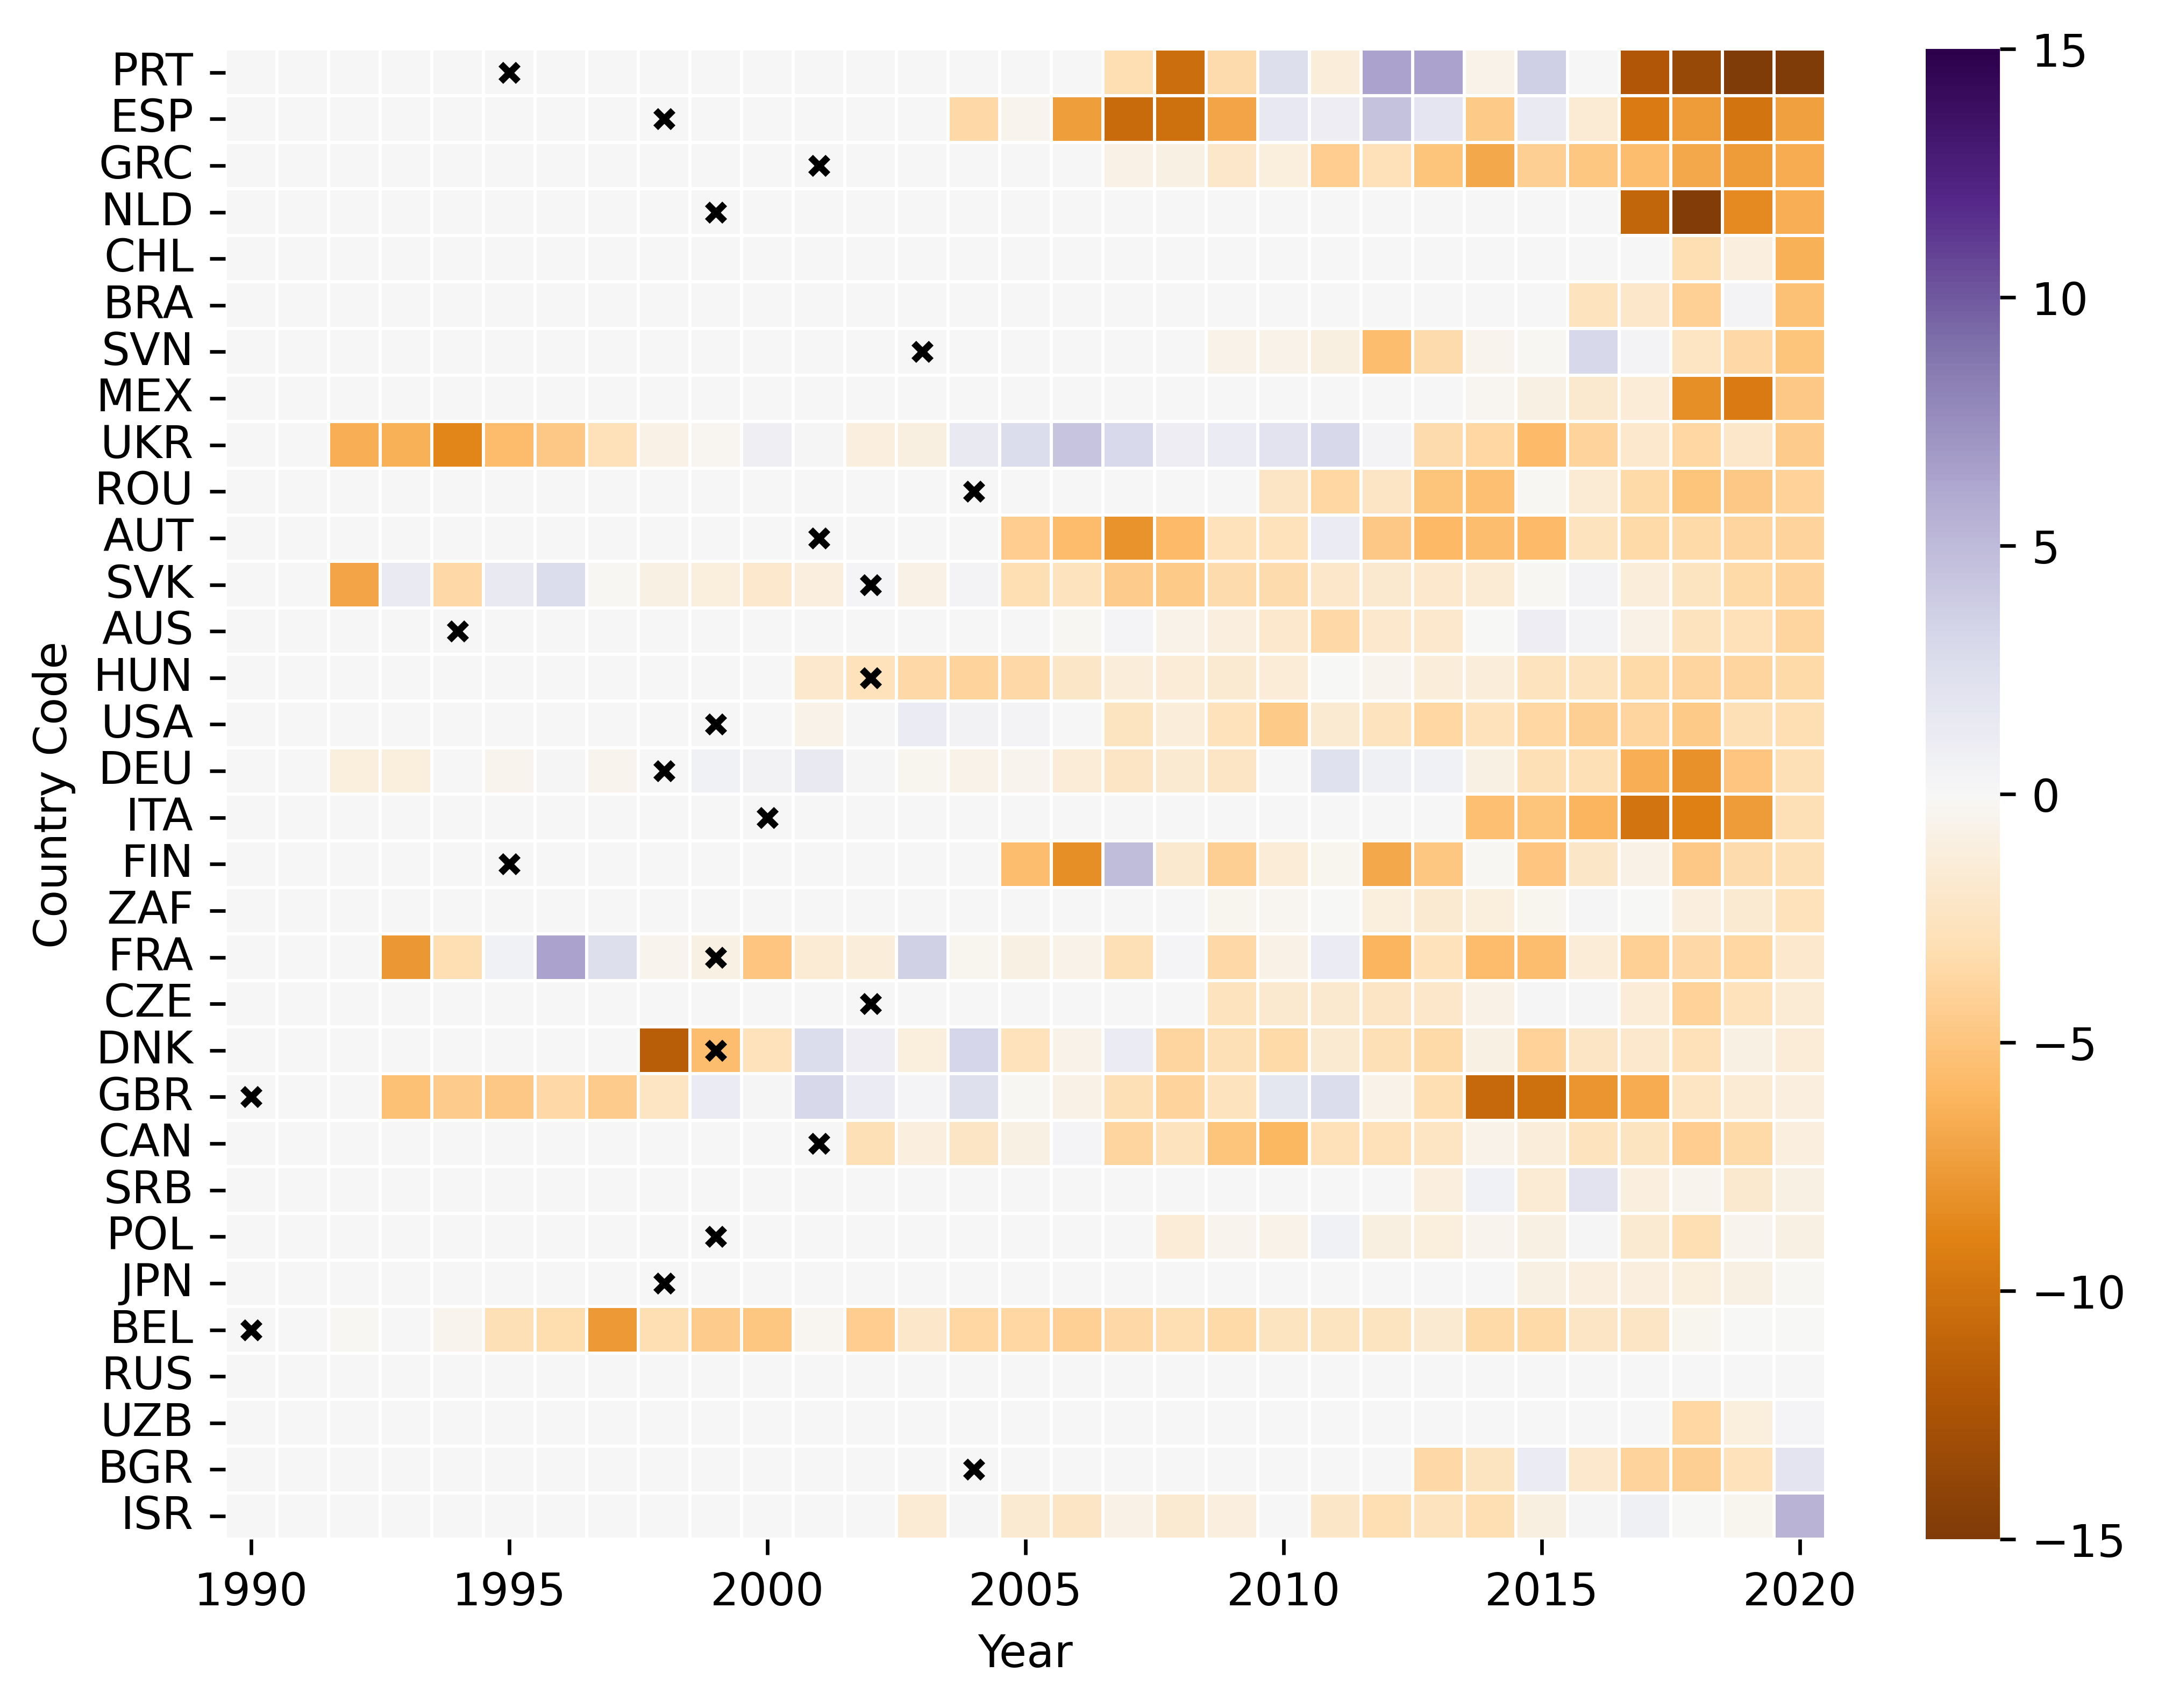 PRT
ESP
GRC
NLD
CHL
BRA
SVN
MEX
UKR
ROU
AUT
SVK
AUS
HUN
USA
DEU
ITA
FIN
ZAF
FRA
CZE
DNK
GBR
CAN
SRB
POL
JPN
BEL
RUS
UZB
BGR
ISR
Country Code
1990 1995 2000 2005 2010 2015 2020
Year
15
10
5
0
−5
−10
−15